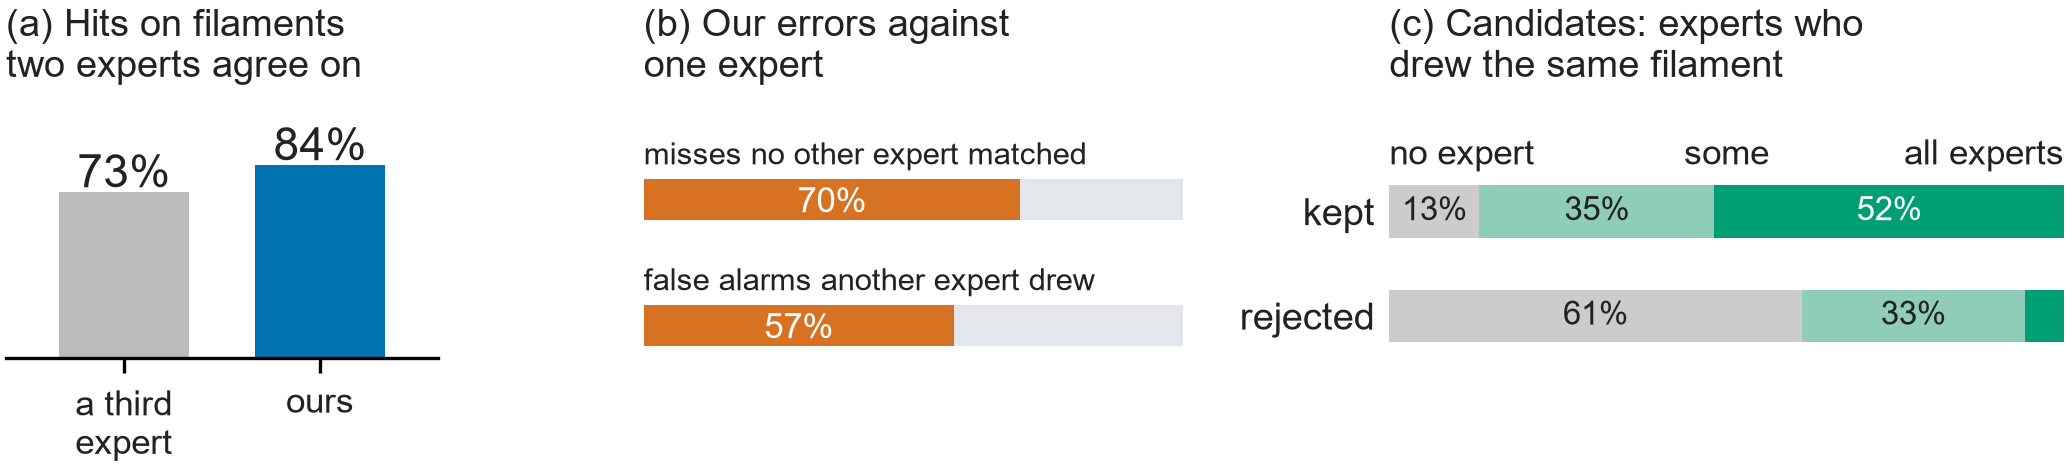 (a) Hits on filaments
two experts agree on
73%
84%
a third
expert
ours
(b) Our errors against
one expert
misses no other expert matched
70%
false alarms another expert drew
57%
(c) Candidates: experts who
drew the same filament
no expert some all experts
kept 13% 35% 52%
rejected 61% 33%